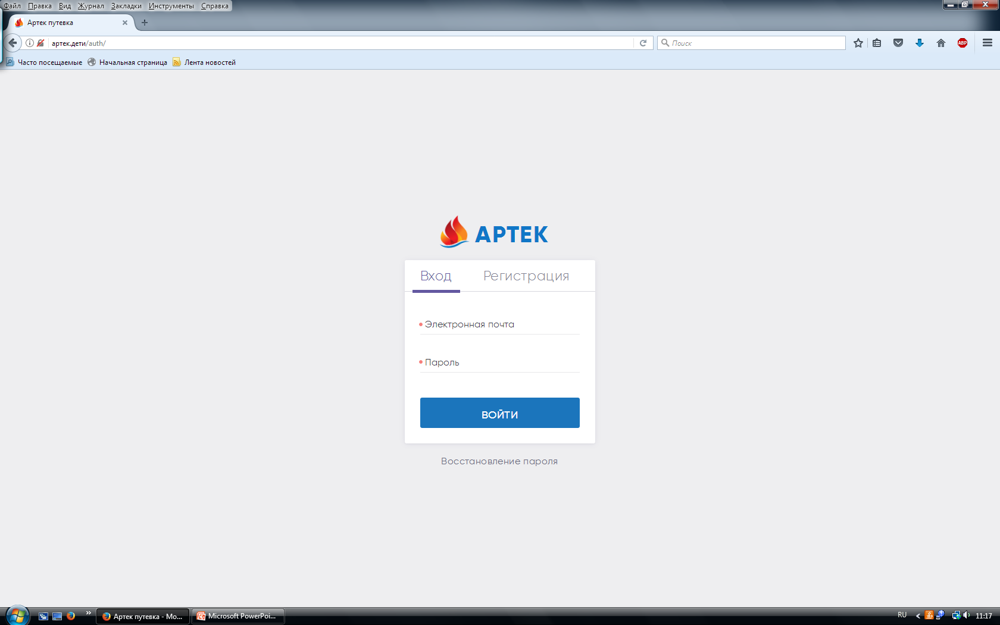 Файл Правка Вид Журнал Закладки Инструменты Справка
Артек путевка
артек.дети/auth/
Поиск
ABP
Часто посещаемые Начальная страница Лента новостей
АРТЕК
Вход Регистрация
Электронная почта
Пароль
ВОЙТИ
Восстановление пароля
Артек путевка - Mo... Microsoft PowerPoi... RU 11:17